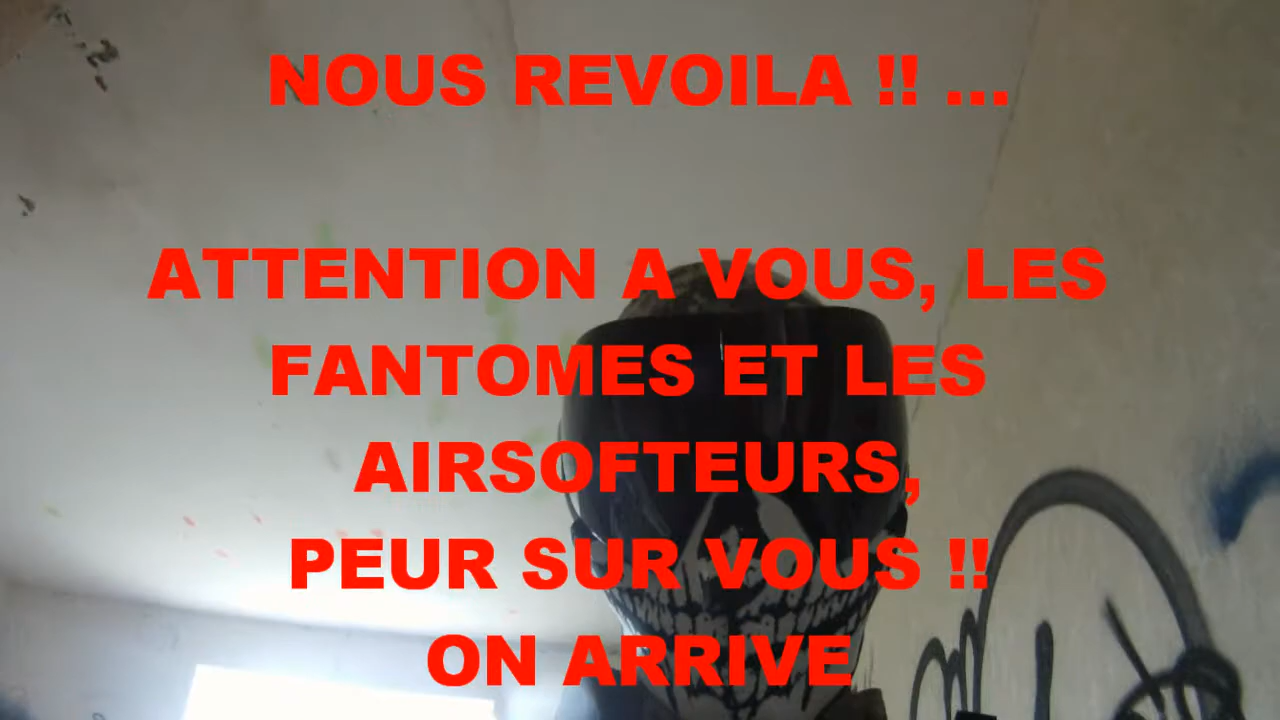 NOUS REVOILA !! ...
ATTENTION A VOUS, LES
FANTOMES ET LES
AIRSOFTEURS,
PEUR SUR VOUS !!
ON ARRIVE